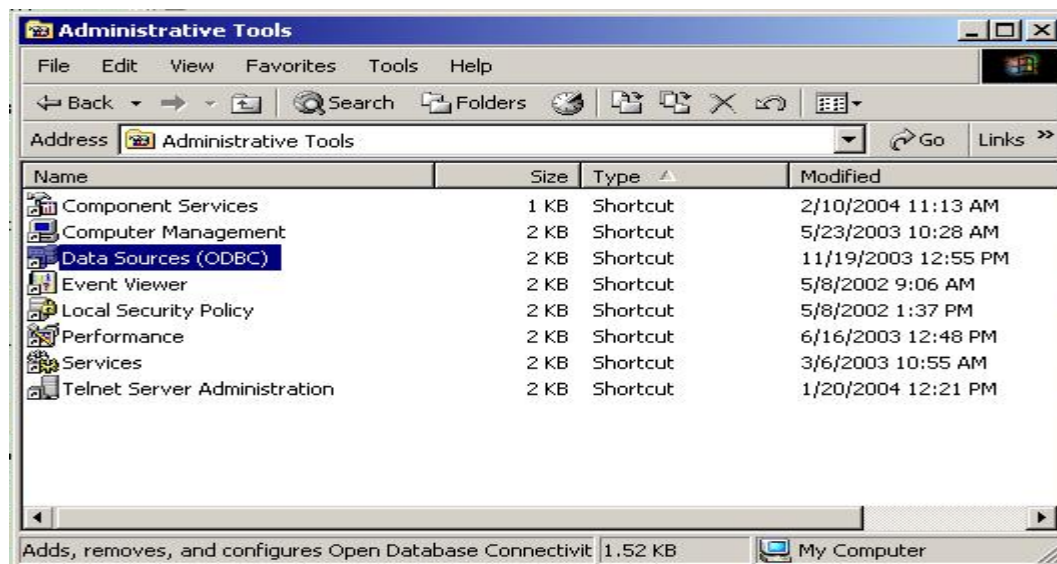 Administrative Tools
File Edit View Favorites Tools Help
Back Search Folders
Address Administrative Tools Go Links »
Name Size Type Modified
Component Services 1 KB Shortcut 2/10/2004 11:13 AM
Computer Management 2 KB Shortcut 5/23/2003 10:28 AM
Data Sources (ODBC) 2 KB Shortcut 11/19/2003 12:55 PM
Event Viewer 2 KB Shortcut 5/8/2002 9:06 AM
Local Security Policy 2 KB Shortcut 5/8/2002 1:37 PM
Performance 2 KB Shortcut 6/16/2003 12:48 PM
Services 2 KB Shortcut 3/6/2003 10:55 AM
Telnet Server Administration 2 KB Shortcut 1/20/2004 12:21 PM
Adds, removes, and configures Open Database Connectivit 1.52 KB My Computer